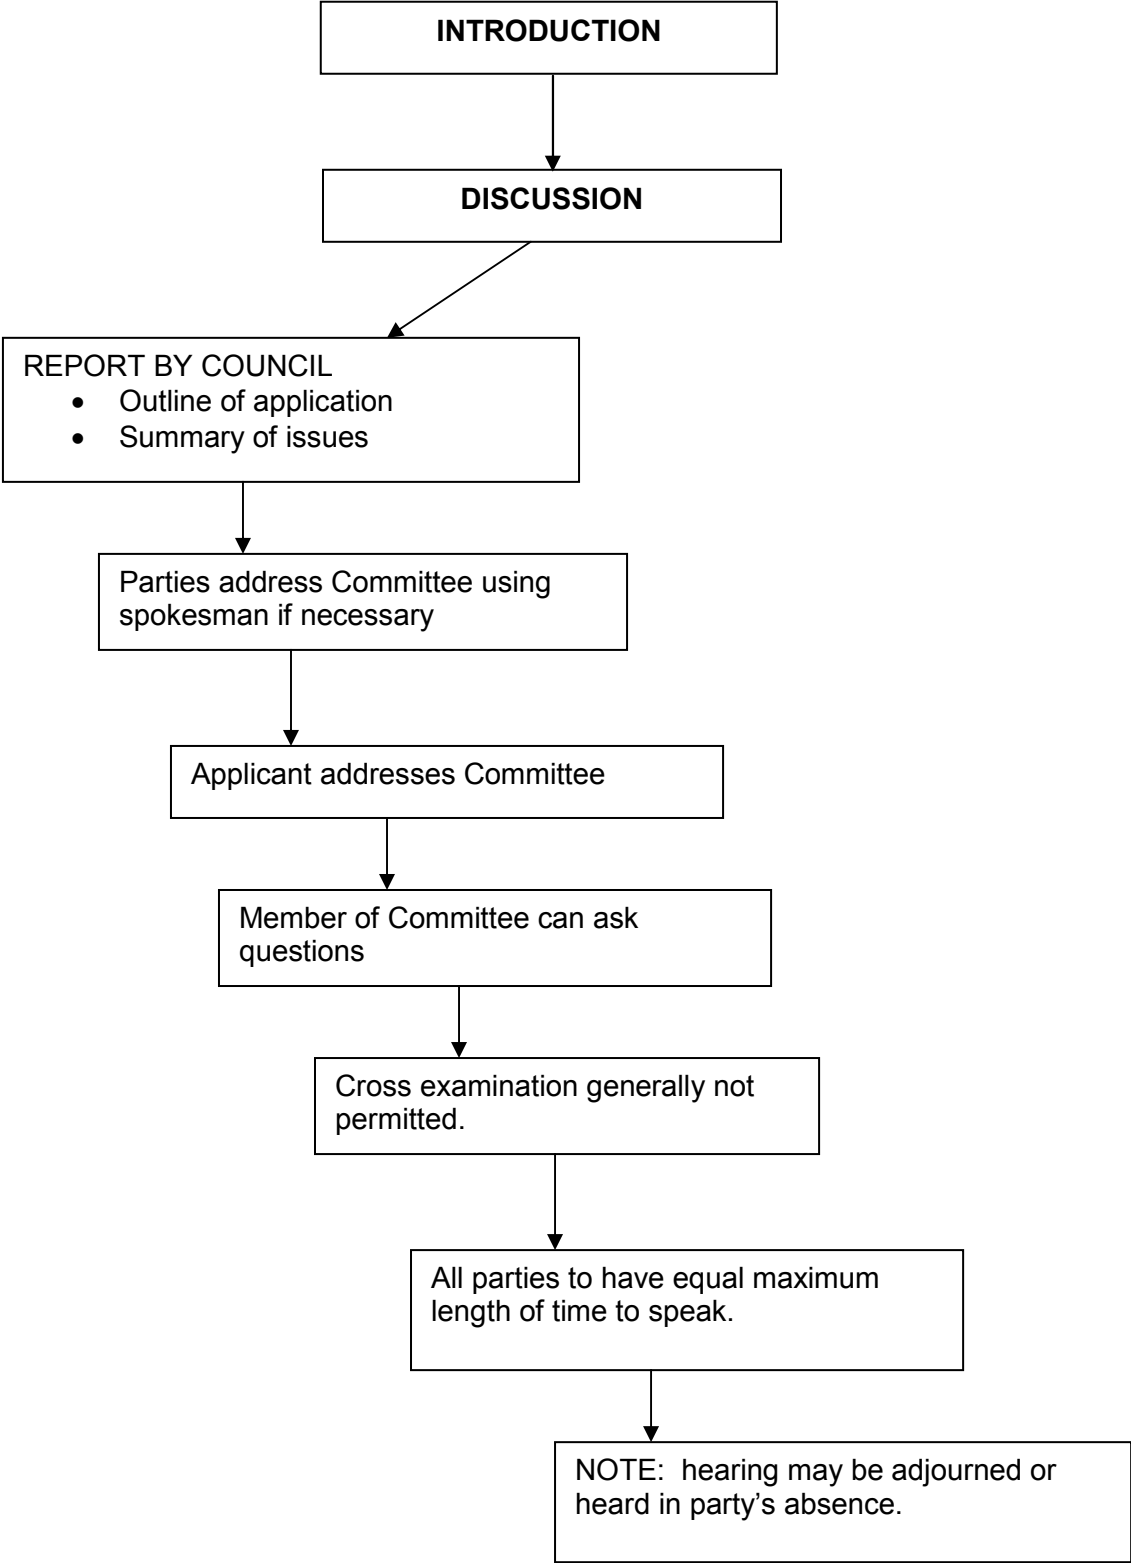 INTRODUCTION
DISCUSSION
REPORT BY COUNCIL
• Outline of application
• Summary of issues
Parties address Committee using
spokesman if necessary
Applicant addresses Committee
Member of Committee can ask
questions
Cross examination generally not
permitted.
All parties to have equal maximum
length of time to speak.
NOTE:  hearing may be adjourned or
heard in party’s absence.